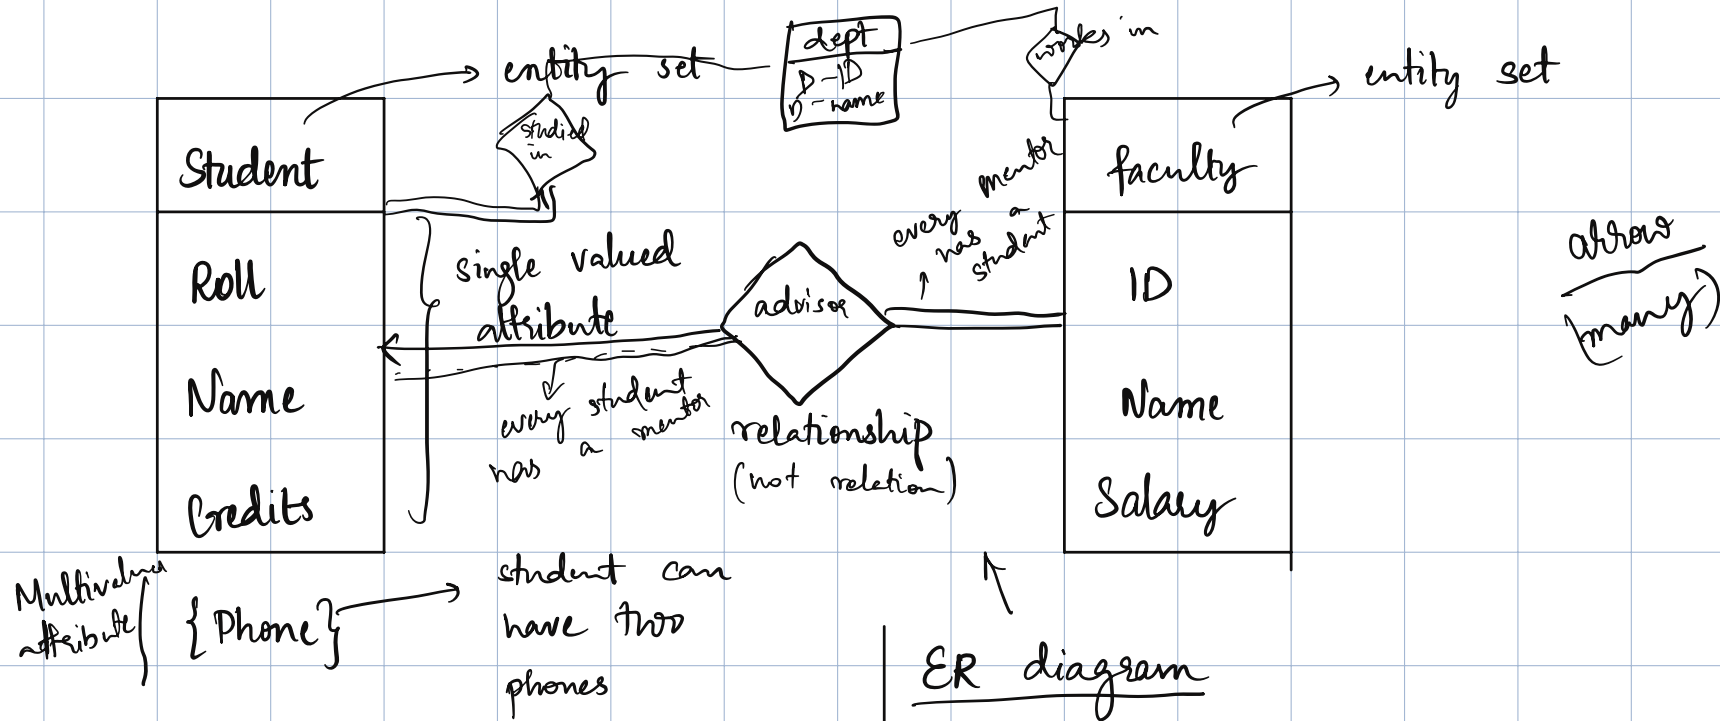 dept
D-ID
D-name
works in
entity set
entity set
studied
in
Student
faculty
every
has a
student
mentor
arrow
(many)
single valued
attribute
Roll
ID
advisor
Name
Name
every student
has a mentor
relationship
(not relation)
Credits
Salary
Multivalued
attribute
{Phone}
student can
have two
phones
ER diagram